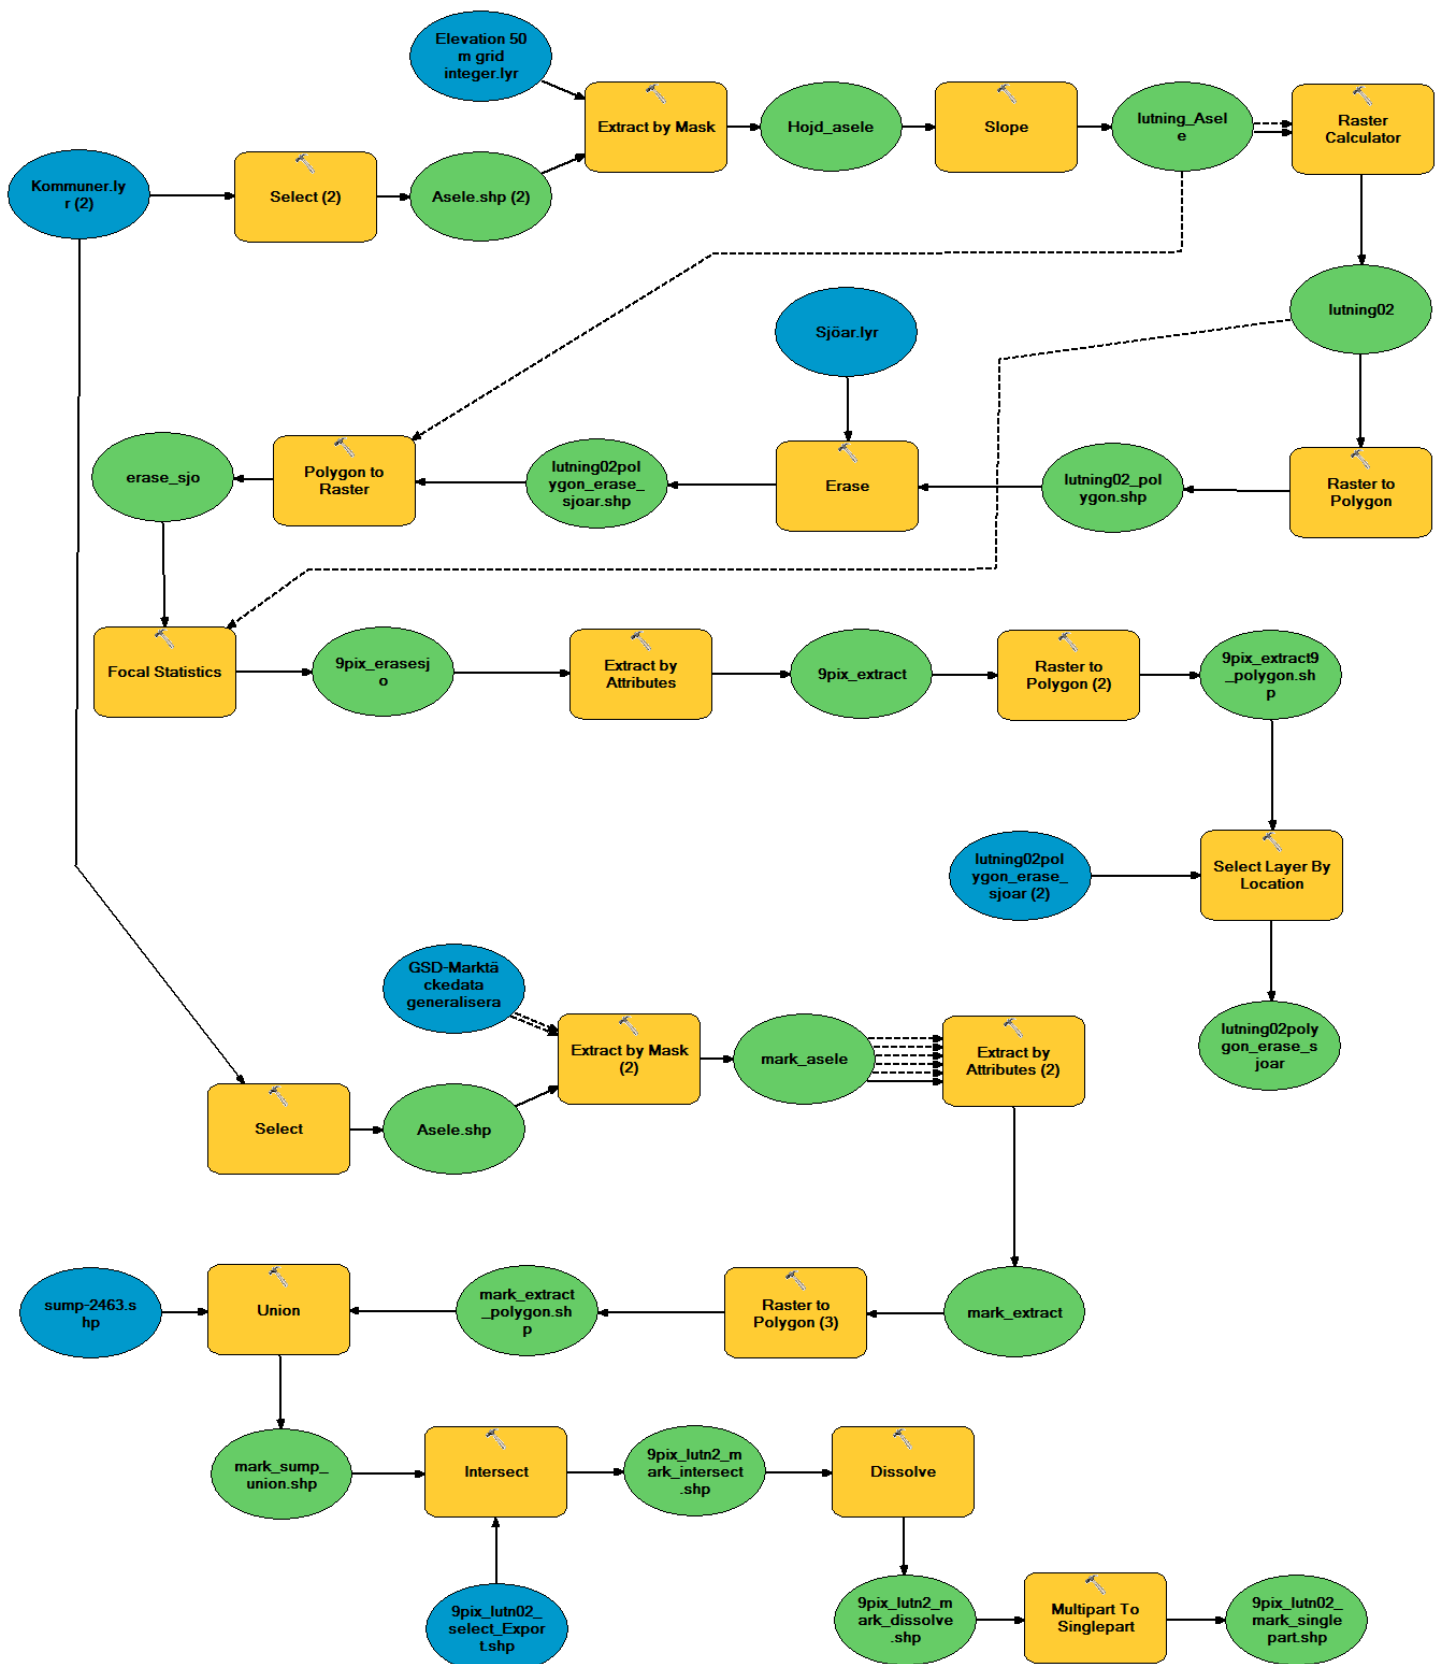 Elevation 50
m grid
integer.lyr
Extract by Mask
Hojd_asele
Slope
lutning_Asel
e
Raster
Calculator
Kommuner.ly
r (2)
Select (2)
Asele.shp (2)
lutning02
Sjöar.lyr
erase_sjo
Polygon to
Raster
lutning02pol
ygon_erase_
sjoar.shp
Erase
lutning02_pol
ygon.shp
Raster to
Polygon
Focal Statistics
9pix_erasesj
o
Extract by
Attributes
9pix_extract
Raster to
Polygon (2)
9pix_extract9
_polygon.sh
p
lutning02pol
ygon_erase_
sjoar (2)
Select Layer By
Location
GSD-Marktä
ckedata
generalisera
Extract by Mask
(2)
mark_asele
Extract by
Attributes (2)
lutning02poly
gon_erase_s
joar
Select
Asele.shp
sump-2463.s
hp
Union
mark_extract
_polygon.sh
p
Raster to
Polygon (3)
mark_extract
mark_sump_
union.shp
Intersect
9pix_lutn2_m
ark_intersect
.shp
Dissolve
9pix_lutn02_
select_Expor
t.shp
9pix_lutn2_m
ark_dissolve
.shp
Multipart To
Singlepart
9pix_lutn02_
mark_single
part.shp